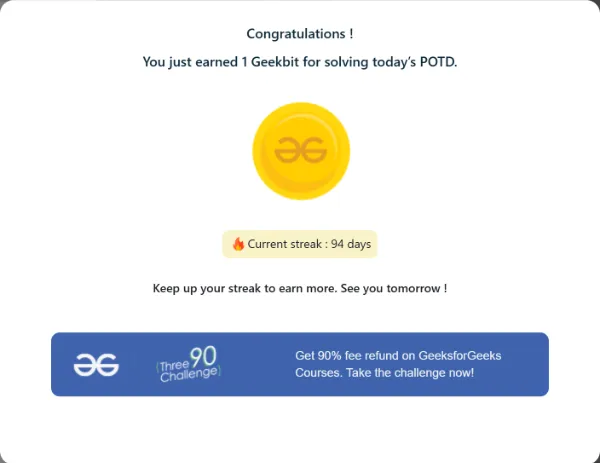 Congratulations !
You just earned 1 Geekbit for solving today's POTD.
🔥 Current streak : 94 days
Keep up your streak to earn more. See you tomorrow !
{Three 90
Challenge}
Get 90% fee refund on GeeksforGeeks
Courses. Take the challenge now!